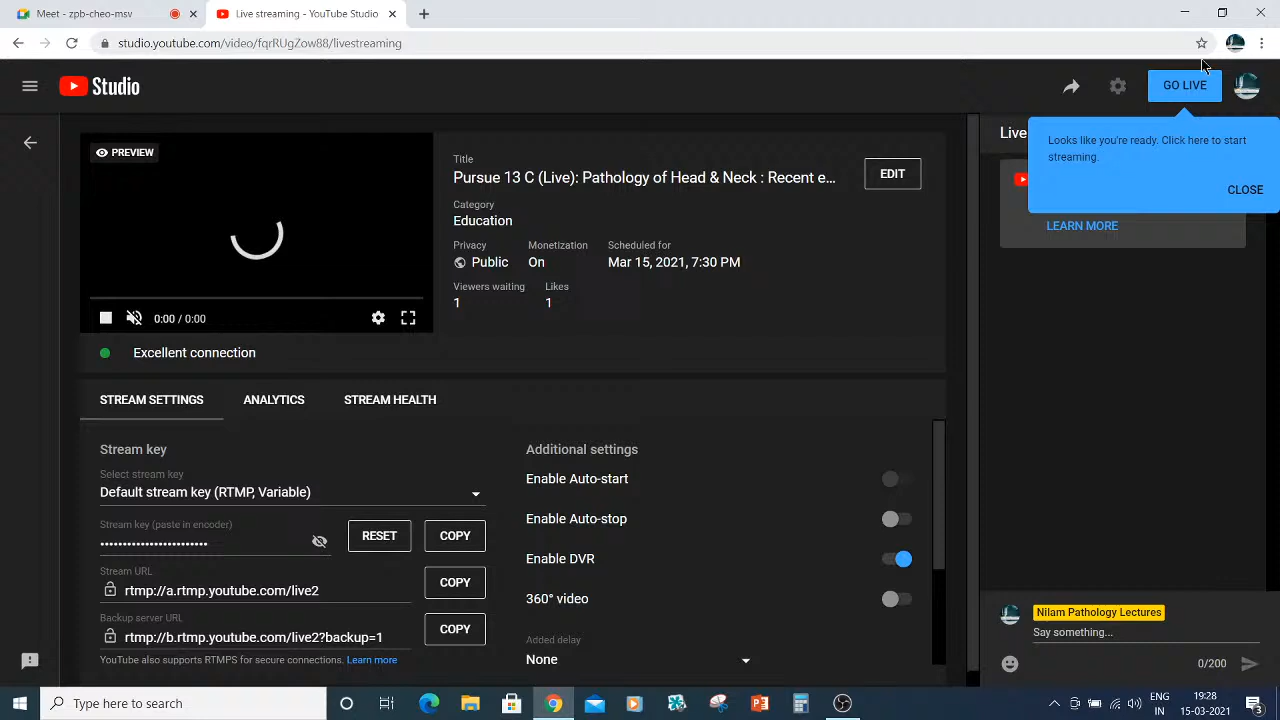 Meet - zpb-cheo-msv
Live streaming - YouTube Studio
studio.youtube.com/video/fqrRUgZow88/livestreaming
Studio
GO LIVE
PREVIEW
Title
Pursue 13 C (Live): Pathology of Head & Neck : Recent e...
EDIT
Category
Education
Privacy Monetization Scheduled for
Public On Mar 15, 2021, 7:30 PM
Viewers waiting Likes
1 1
0:00 / 0:00
Excellent connection
Live
Looks like you're ready. Click here to start
streaming.
CLOSE
LEARN MORE
STREAM SETTINGS ANALYTICS STREAM HEALTH
Stream key
Select stream key
Default stream key (RTMP, Variable)
Stream key (paste in encoder)
••••••••••••••••••••••••
RESET COPY
Stream URL
rtmp://a.rtmp.youtube.com/live2
COPY
Backup server URL
rtmp://b.rtmp.youtube.com/live2?backup=1
COPY
YouTube also supports RTMPS for secure connections. Learn more
Additional settings
Enable Auto-start
Enable Auto-stop
Enable DVR
360° video
Added delay
None
Nilam Pathology Lectures
Say something...
0/200
Type here to search
ENG
IN
19:28
15-03-2021
3